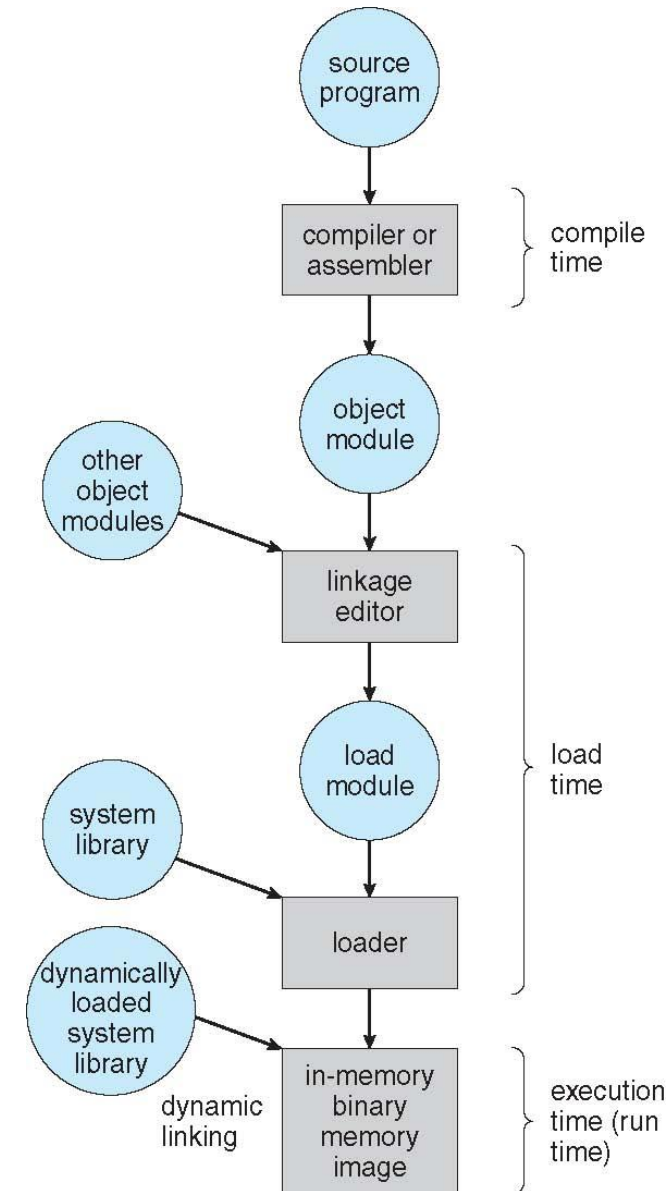 source
program
compiler or
assembler
compile
time
object
module
other
object
modules
linkage
editor
load
module
load
time
system
library
loader
dynamically
loaded
system
library
dynamic
linking
in-memory
binary
memory
image
execution
time (run
time)